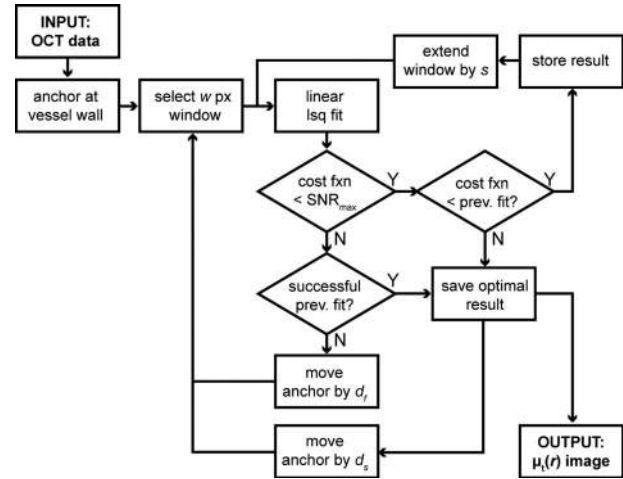 INPUT:
OCT data
anchor at
vessel wall
select w px
window
linear
lsq fit
extend
window by s
store result
cost fxn
< SNRmax
Y
cost fxn
< prev. fit?
Y
N
N
successful
prev. fit?
Y
save optimal
result
N
move
anchor by df
move
anchor by ds
OUTPUT:
μt(r) image